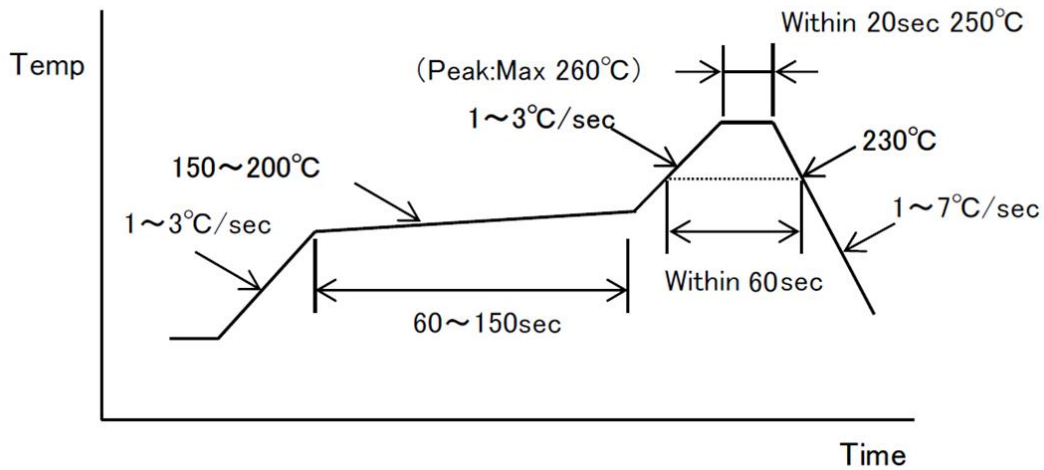 Within 20sec 250℃
Temp
(Peak:Max 260℃)
1～3℃/sec
230℃
150～200℃
1～3℃/sec
1～7℃/sec
Within 60sec
60～150sec
Time